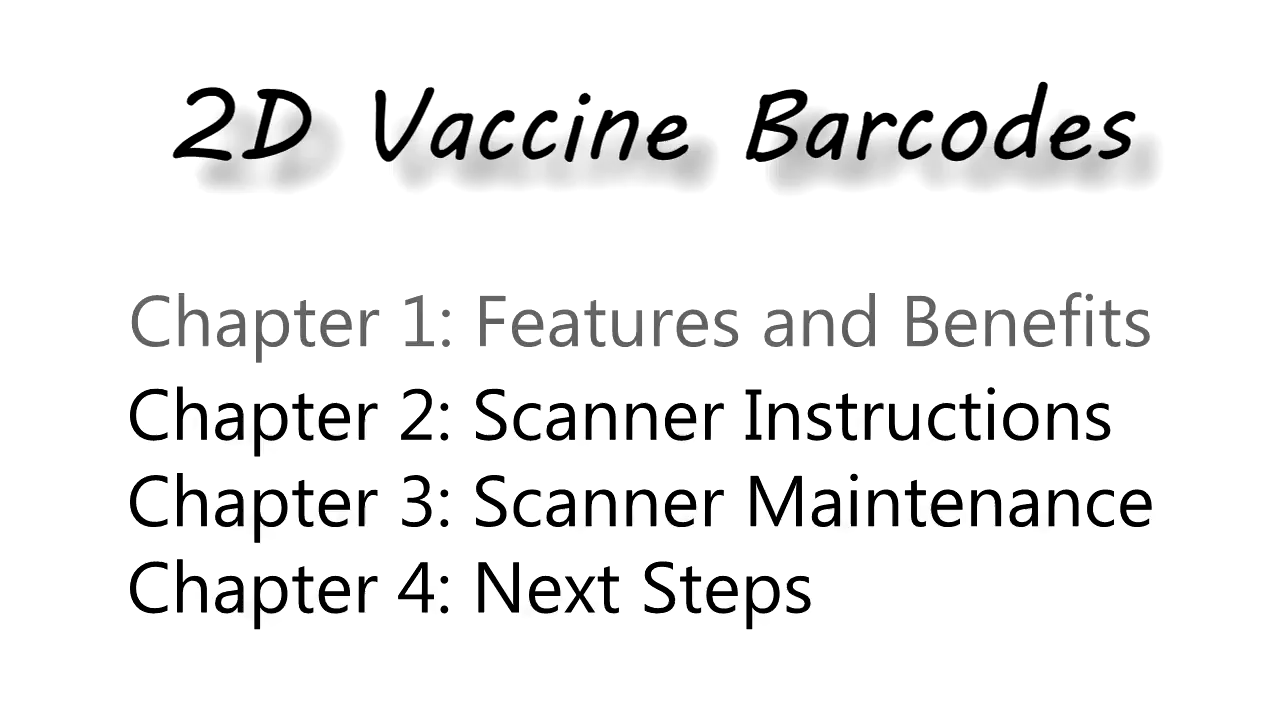 2D Vaccine Barcodes
Chapter 1: Features and Benefits
Chapter 2: Scanner Instructions
Chapter 3: Scanner Maintenance
Chapter 4: Next Steps